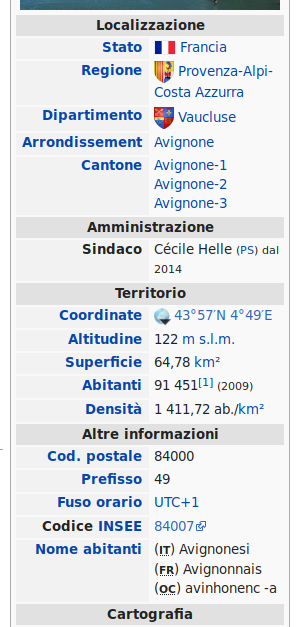 Localizzazione
Stato Francia
Regione Provenza-Alpi-
Costa Azzurra
Dipartimento Vaucluse
Arrondissement Avignone
Cantone Avignone-1
Avignone-2
Avignone-3
Amministrazione
Sindaco Cécile Helle (PS) dal
2014
Territorio
Coordinate 43°57′N 4°49′E
Altitudine 122 m s.l.m.
Superficie 64,78 km²
Abitanti 91 451[1] (2009)
Densità 1 411,72 ab./km²
Altre informazioni
Cod. postale 84000
Prefisso 49
Fuso orario UTC+1
Codice INSEE 84007
Nome abitanti (IT) Avignonesi
(FR) Avignonnais
(OC) avinhonenc -a
Cartografia